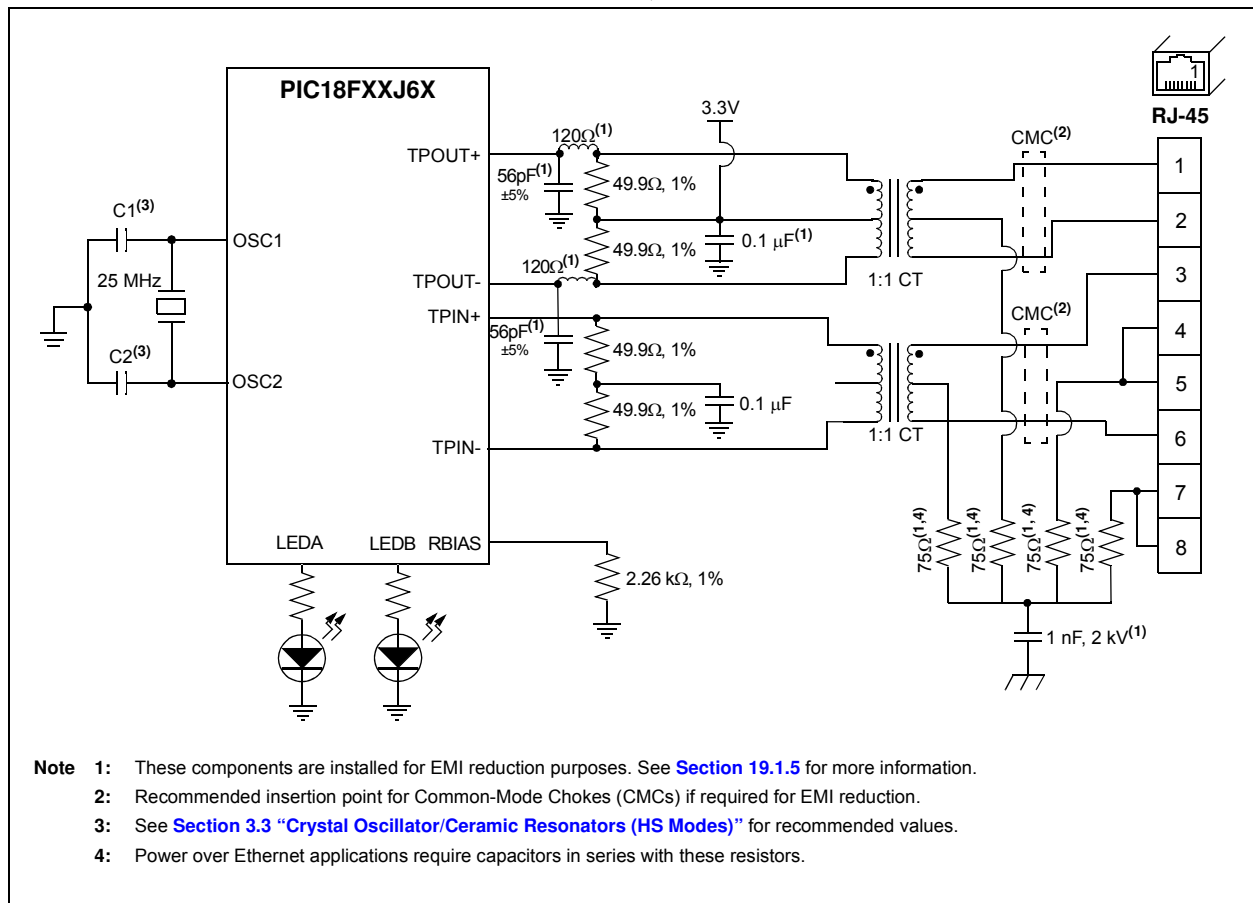 PIC18FXXJ6X
1
RJ-45
3.3V
CMC(2)
120Ω(1)
TPOUT+
1
56pF(1)
±5%
49.9Ω, 1%
C1(3)
2
OSC1
0.1 μF(1)
49.9Ω, 1%
120Ω(1)
3
25 MHz
TPOUT-
1:1 CT
TPIN+
CMC(2)
56pF(1)
±5%
4
49.9Ω, 1%
C2(3)
OSC2
5
0.1 μF
49.9Ω, 1%
6
1:1 CT
TPIN-
7
75Ω(1,4)
75Ω(1,4)
75Ω(1, 4)
75Ω(1,4)
LEDA
LEDB
RBIAS
8
2.26 kΩ, 1%
1 nF, 2 kV(1)
Note 1: These components are installed for EMI reduction purposes. See Section 19.1.5 for more information.
2: Recommended insertion point for Common-Mode Chokes (CMCs) if required for EMI reduction.
3: See Section 3.3 “Crystal Oscillator/Ceramic Resonators (HS Modes)” for recommended values.
4: Power over Ethernet applications require capacitors in series with these resistors.